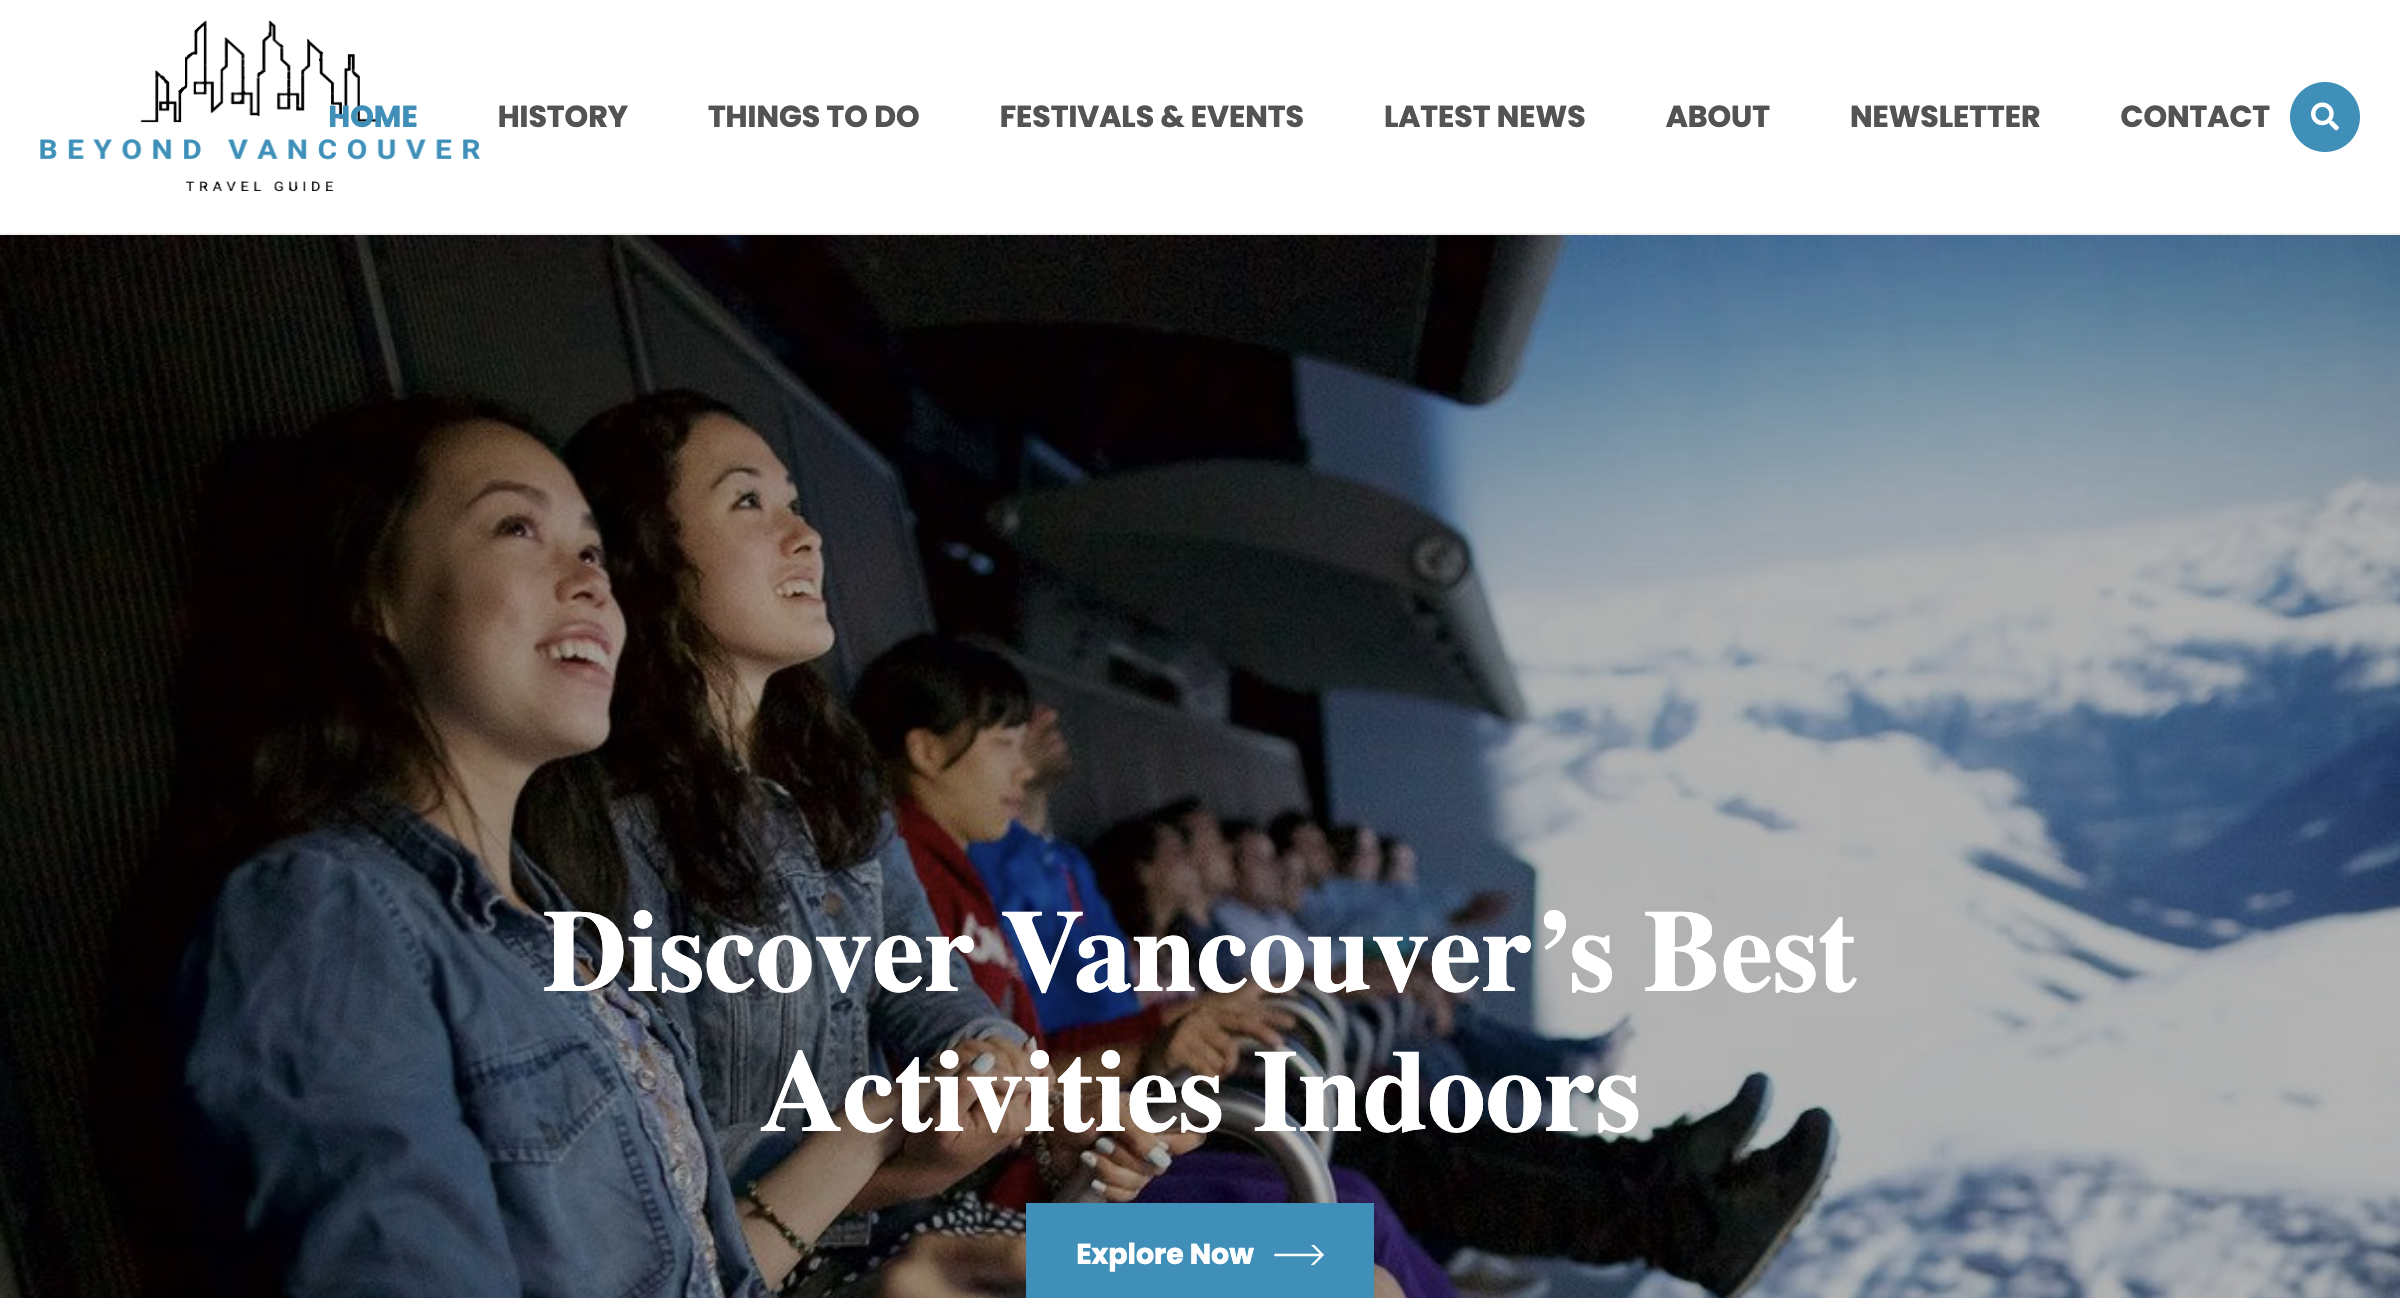 BEYOND VANCOUVER
TRAVEL GUIDE
HOME HISTORY THINGS TO DO FESTIVALS & EVENTS LATEST NEWS ABOUT NEWSLETTER CONTACT
Discover Vancouver’s Best
Activities Indoors
Explore Now